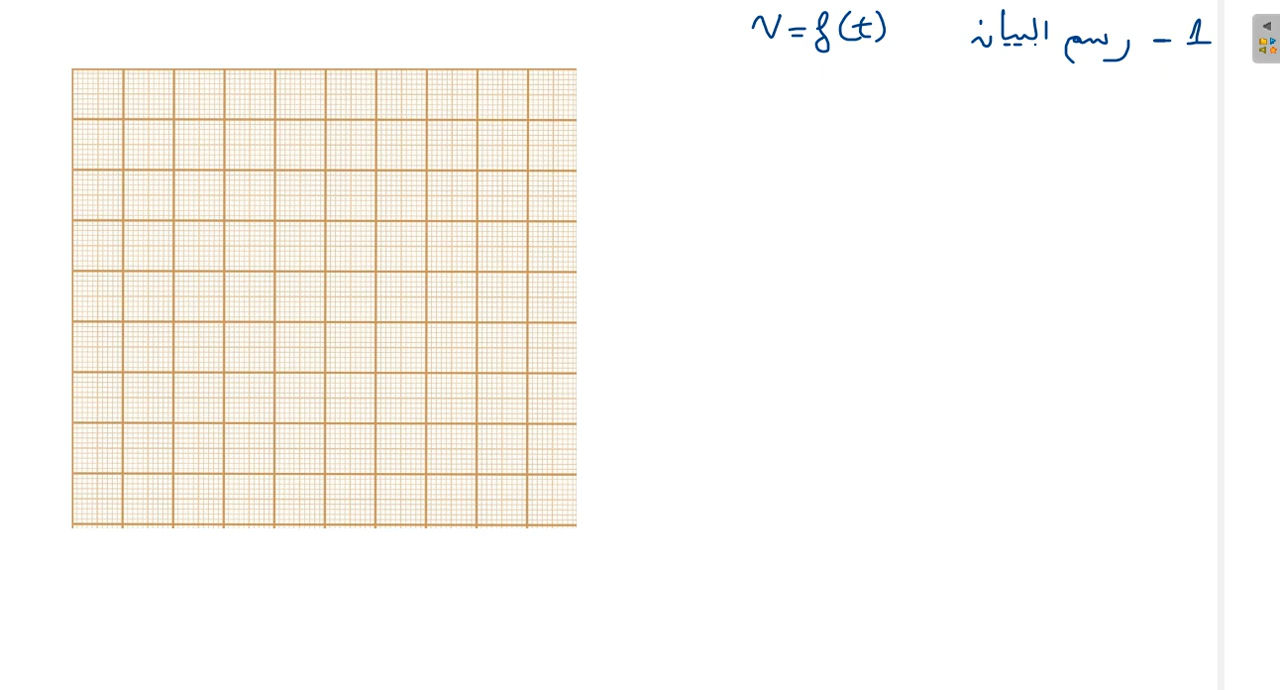 1 - رسم البيان v = f(t)